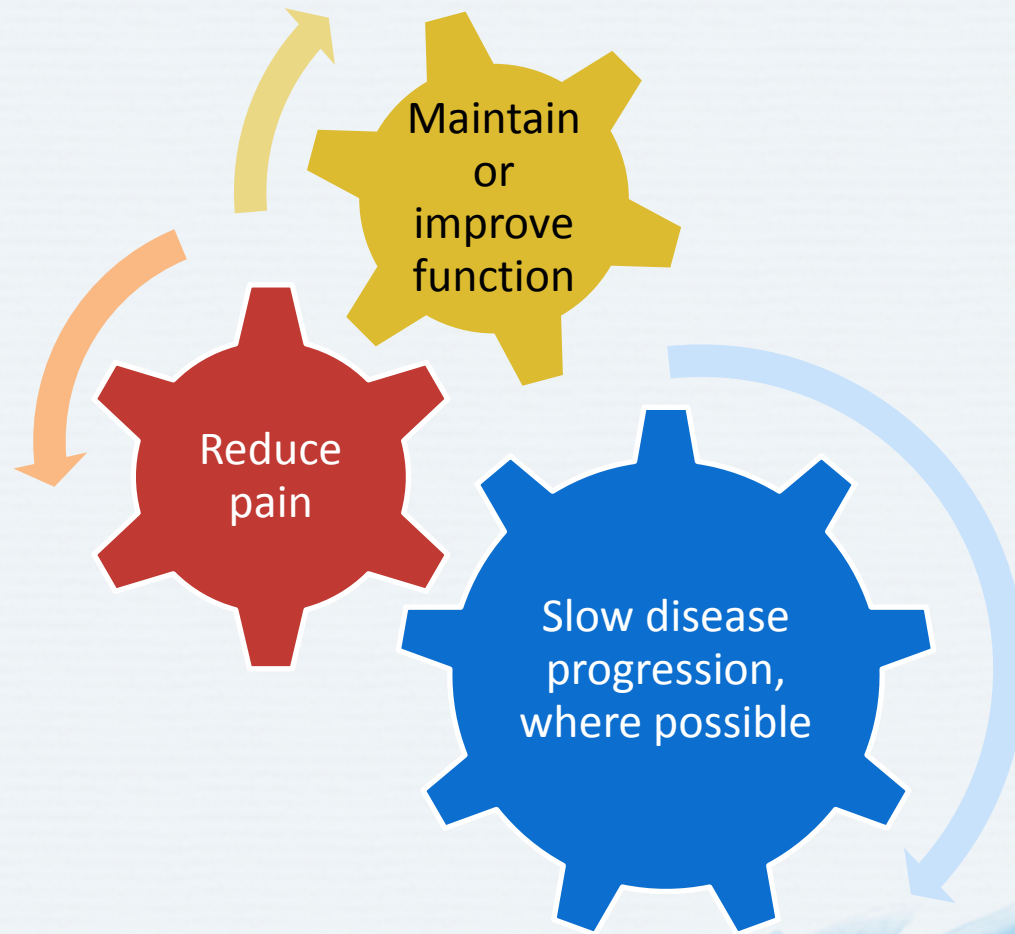 Maintain
or
improve
function
Reduce
pain
Slow disease
progression,
where possible